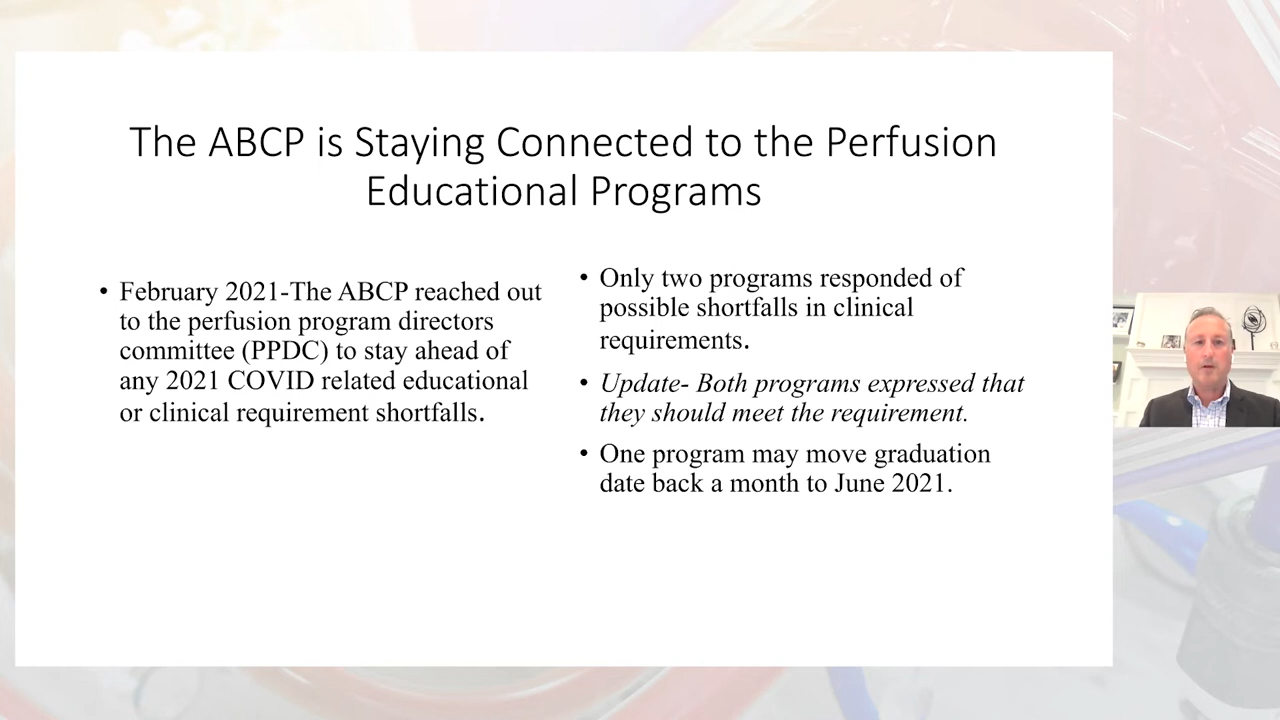 The ABCP is Staying Connected to the Perfusion
Educational Programs
• February 2021-The ABCP reached out
to the perfusion program directors
committee (PPDC) to stay ahead of
any 2021 COVID related educational
or clinical requirement shortfalls.
• Only two programs responded of
possible shortfalls in clinical
requirements.
• Update- Both programs expressed that
they should meet the requirement.
• One program may move graduation
date back a month to June 2021.